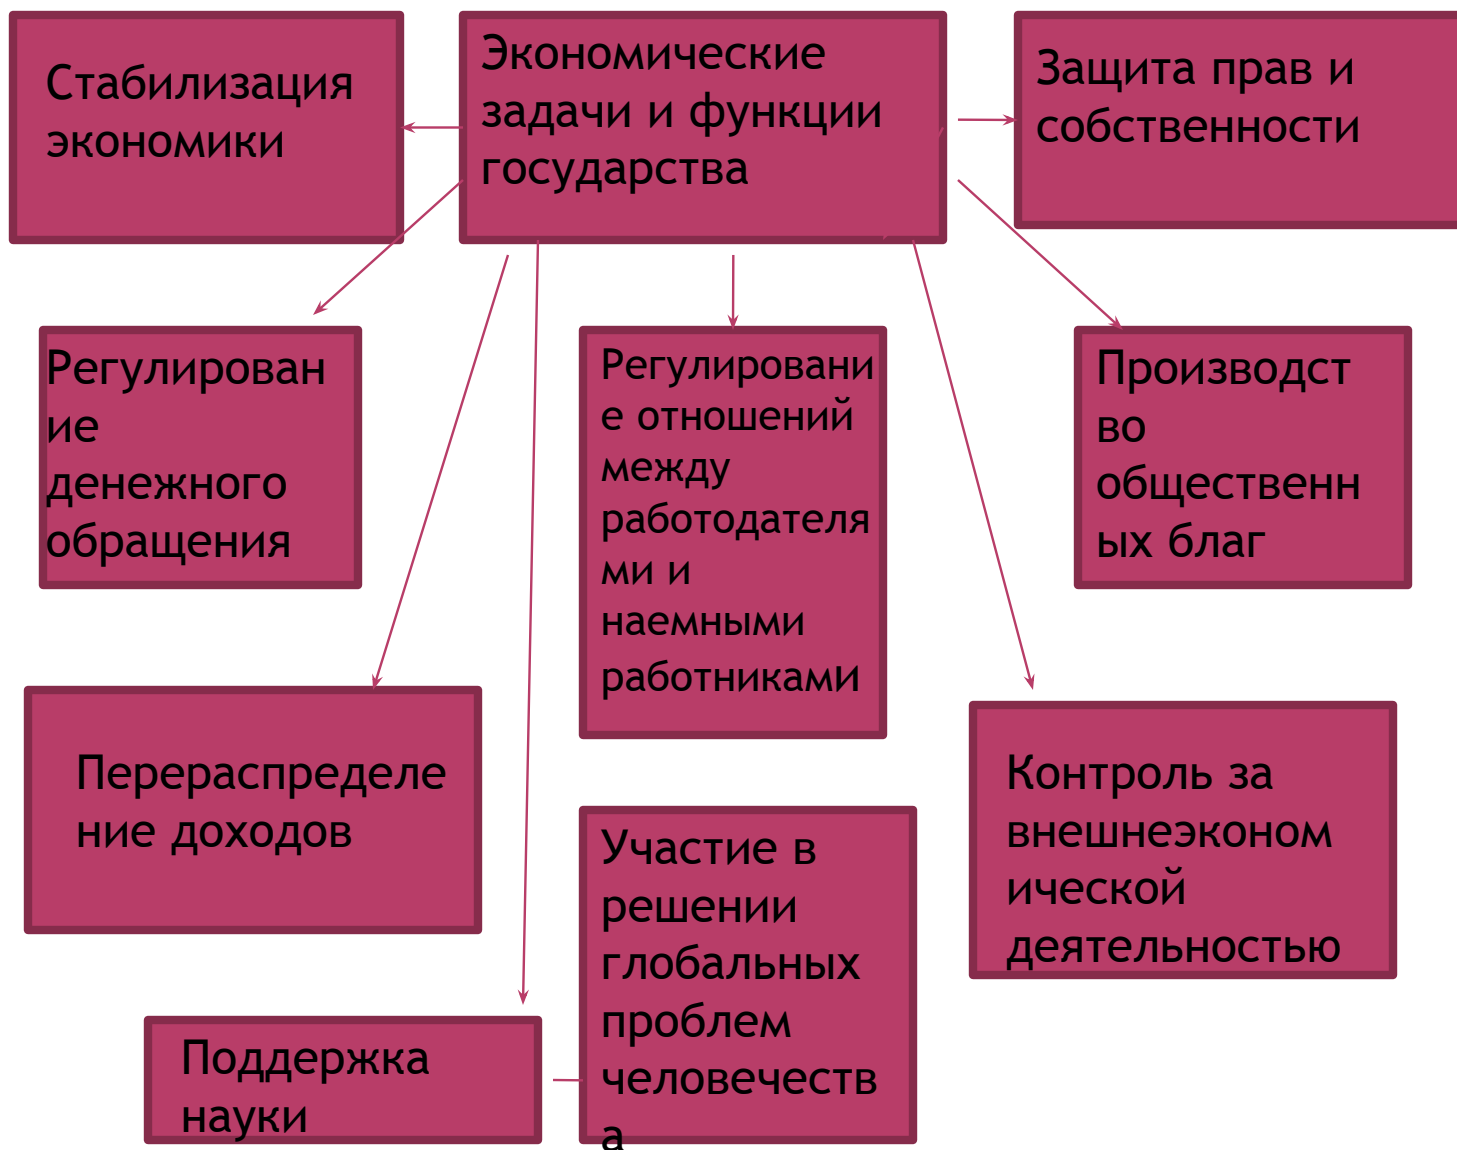 Стабилизация
экономики
Экономические
задачи и функции
государства
Защита прав и
собственности
Регулирован
ие
денежного
обращения
Регулировани
е отношений
между
работодателя
ми и
наемными
работниками
Производст
во
общественн
ых благ
Перераспределе
ние доходов
Участие в
решении
глобальных
проблем
человечеств
а
Контроль за
внешнеэконом
ической
деятельностью
Поддержка
науки